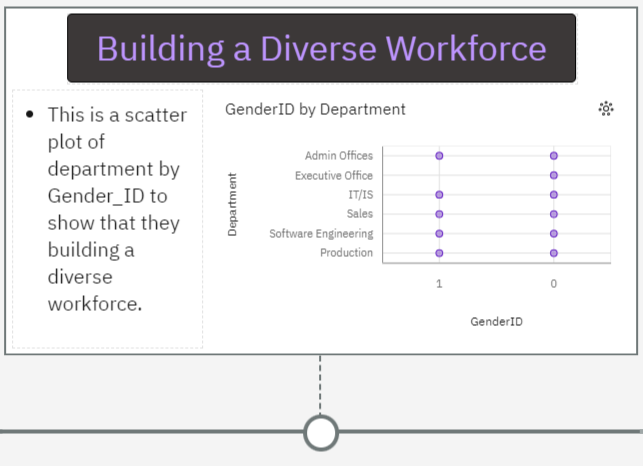 Building a Diverse Workforce
• This is a scatter
plot of
department by
Gender_ID to
show that they
building a
diverse
workforce.
GenderID by Department
Department
Admin Offices
Executive Office
IT/IS
Sales
Software Engineering
Production
1 0
GenderID